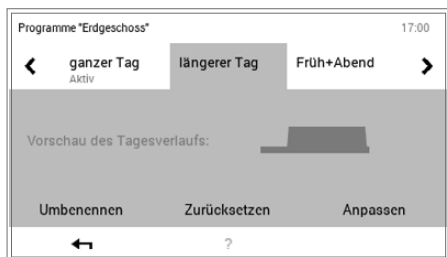 Programme "Erdgeschoss" 17:00
ganzer Tag längerer Tag Früh+Abend
Aktiv
Vorschau des Tagesverlaufs:
Umbenennen Zurücksetzen Anpassen
?